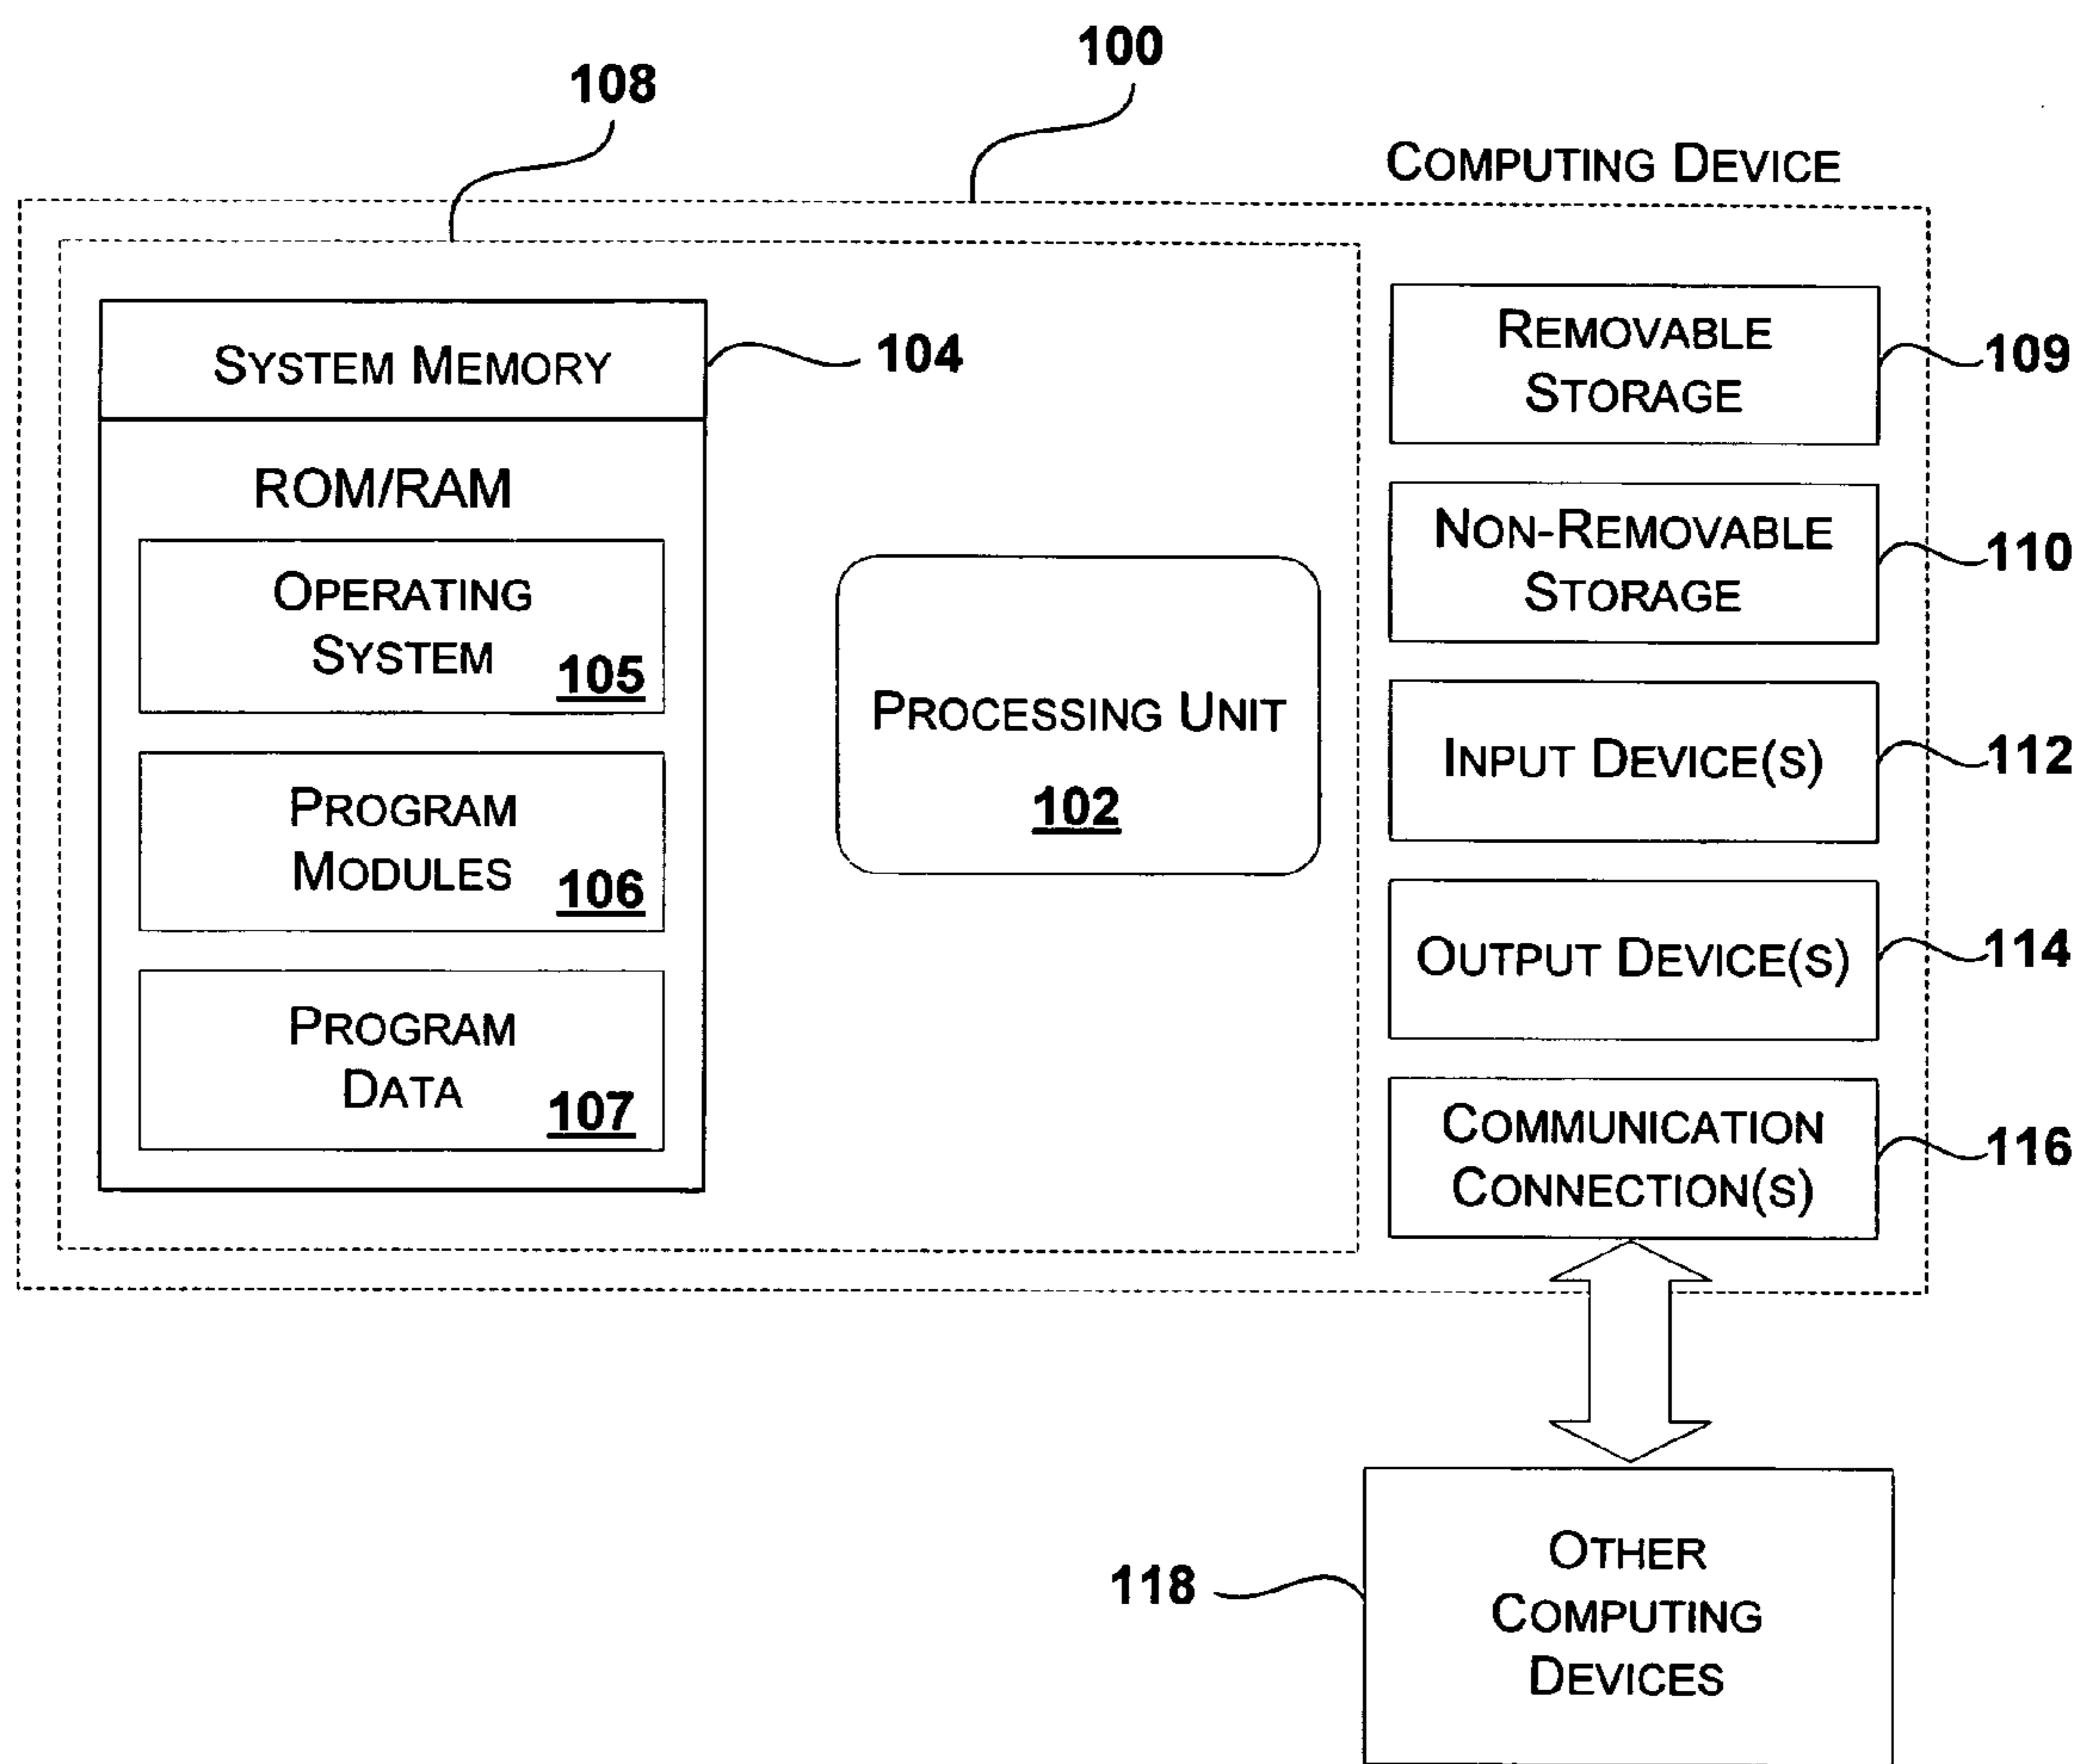 100
108
COMPUTING DEVICE
SYSTEM MEMORY
104
ROM/RAM
OPERATING
SYSTEM
105
PROGRAM
MODULES
106
PROGRAM
DATA
107
PROCESSING UNIT
102
REMOVABLE
STORAGE
109
NON-REMOVABLE
STORAGE
110
INPUT DEVICE(S)
112
OUTPUT DEVICE(S)
114
COMMUNICATION
CONNECTION(S)
116
118
OTHER
COMPUTING
DEVICES